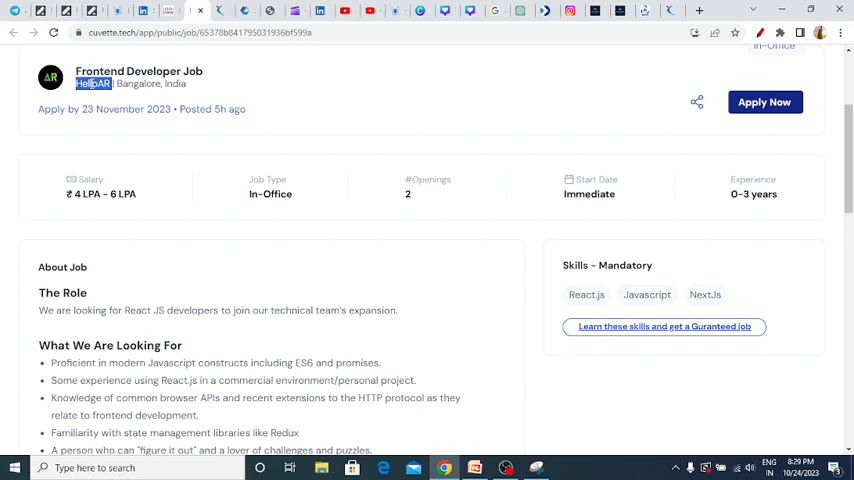 cuvette.tech/app/public/job/65378b841795031936bf599a
In-Office
AR
Frontend Developer Job
HelloAR | Bangalore, India
Apply by 23 November 2023 • Posted 5h ago
Apply Now
Salary
₹ 4 LPA - 6 LPA
Job Type
In-Office
#Openings
2
Start Date
Immediate
Experience
0-3 years
About Job
The Role
We are looking for React JS developers to join our technical team's expansion.
What We Are Looking For
• Proficient in modern Javascript constructs including ES6 and promises.
• Some experience using React.js in a commercial environment/personal project.
• Knowledge of common browser APIs and recent extensions to the HTTP protocol as they
relate to frontend development.
• Familiarity with state management libraries like Redux
• A person who can "figure it out" and a lover of challenges and puzzles.
Skills - Mandatory
React.js
Javascript
NextJs
Learn these skills and get a Guranteed job
Type here to search
ENG
IN
8:29 PM
10/24/2023
3